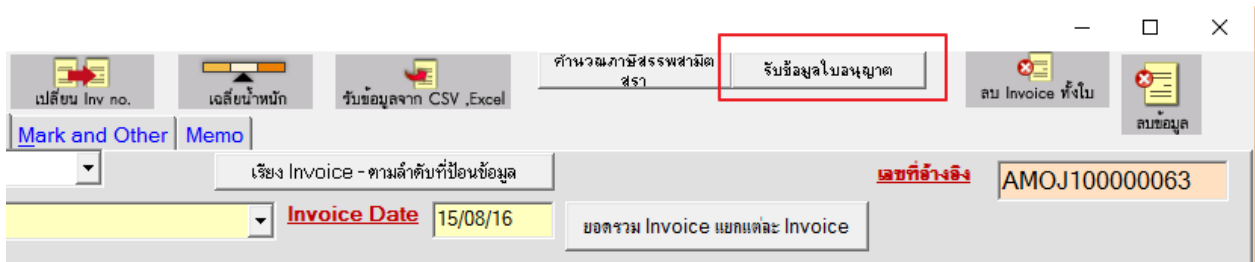 คำนวณภาษีสรรพสามิต
สุรา
รับข้อมูลใบอนุญาต
เปลี่ยน Inv no.
เฉลี่ยน้ำหนัก
รับข้อมูลจาก CSV ,Excel
ลบ Invoice ทั้งใบ
ลบข้อมูล
Mark and Other
Memo
เรียง Invoice - ตามลำดับที่ป้อนข้อมูล
เลขที่อ้างอิง
AMOJ100000063
Invoice Date
15/08/16
ยอดรวม Invoice แยกแต่ละ Invoice